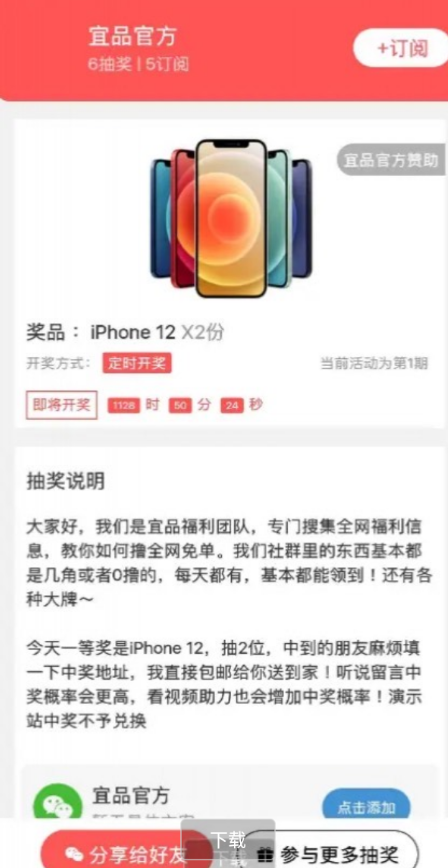 宜品官方
6抽奖 | 5订阅
+订阅
宜品官方赞助
奖品： iPhone 12 X2份
开奖方式： 定时开奖 当前活动为第1期
即将开奖 1128 时 50 分 24 秒
抽奖说明
大家好，我们是宜品福利团队，专门搜集全网福利信
息，教你如何撸全网免单。我们社群里的东西基本都
是几角或者0撸的，每天都有，基本都能领到！还有各
种大牌～
今天一等奖是iPhone 12，抽2位，中到的朋友麻烦填
一下中奖地址，我直接包邮给你送到家！听说留言中
奖概率会更高，看视频助力也会增加中奖概率！演示
站中奖不予兑换
宜品官方
点击添加
分享给好友
下载
参与更多抽奖